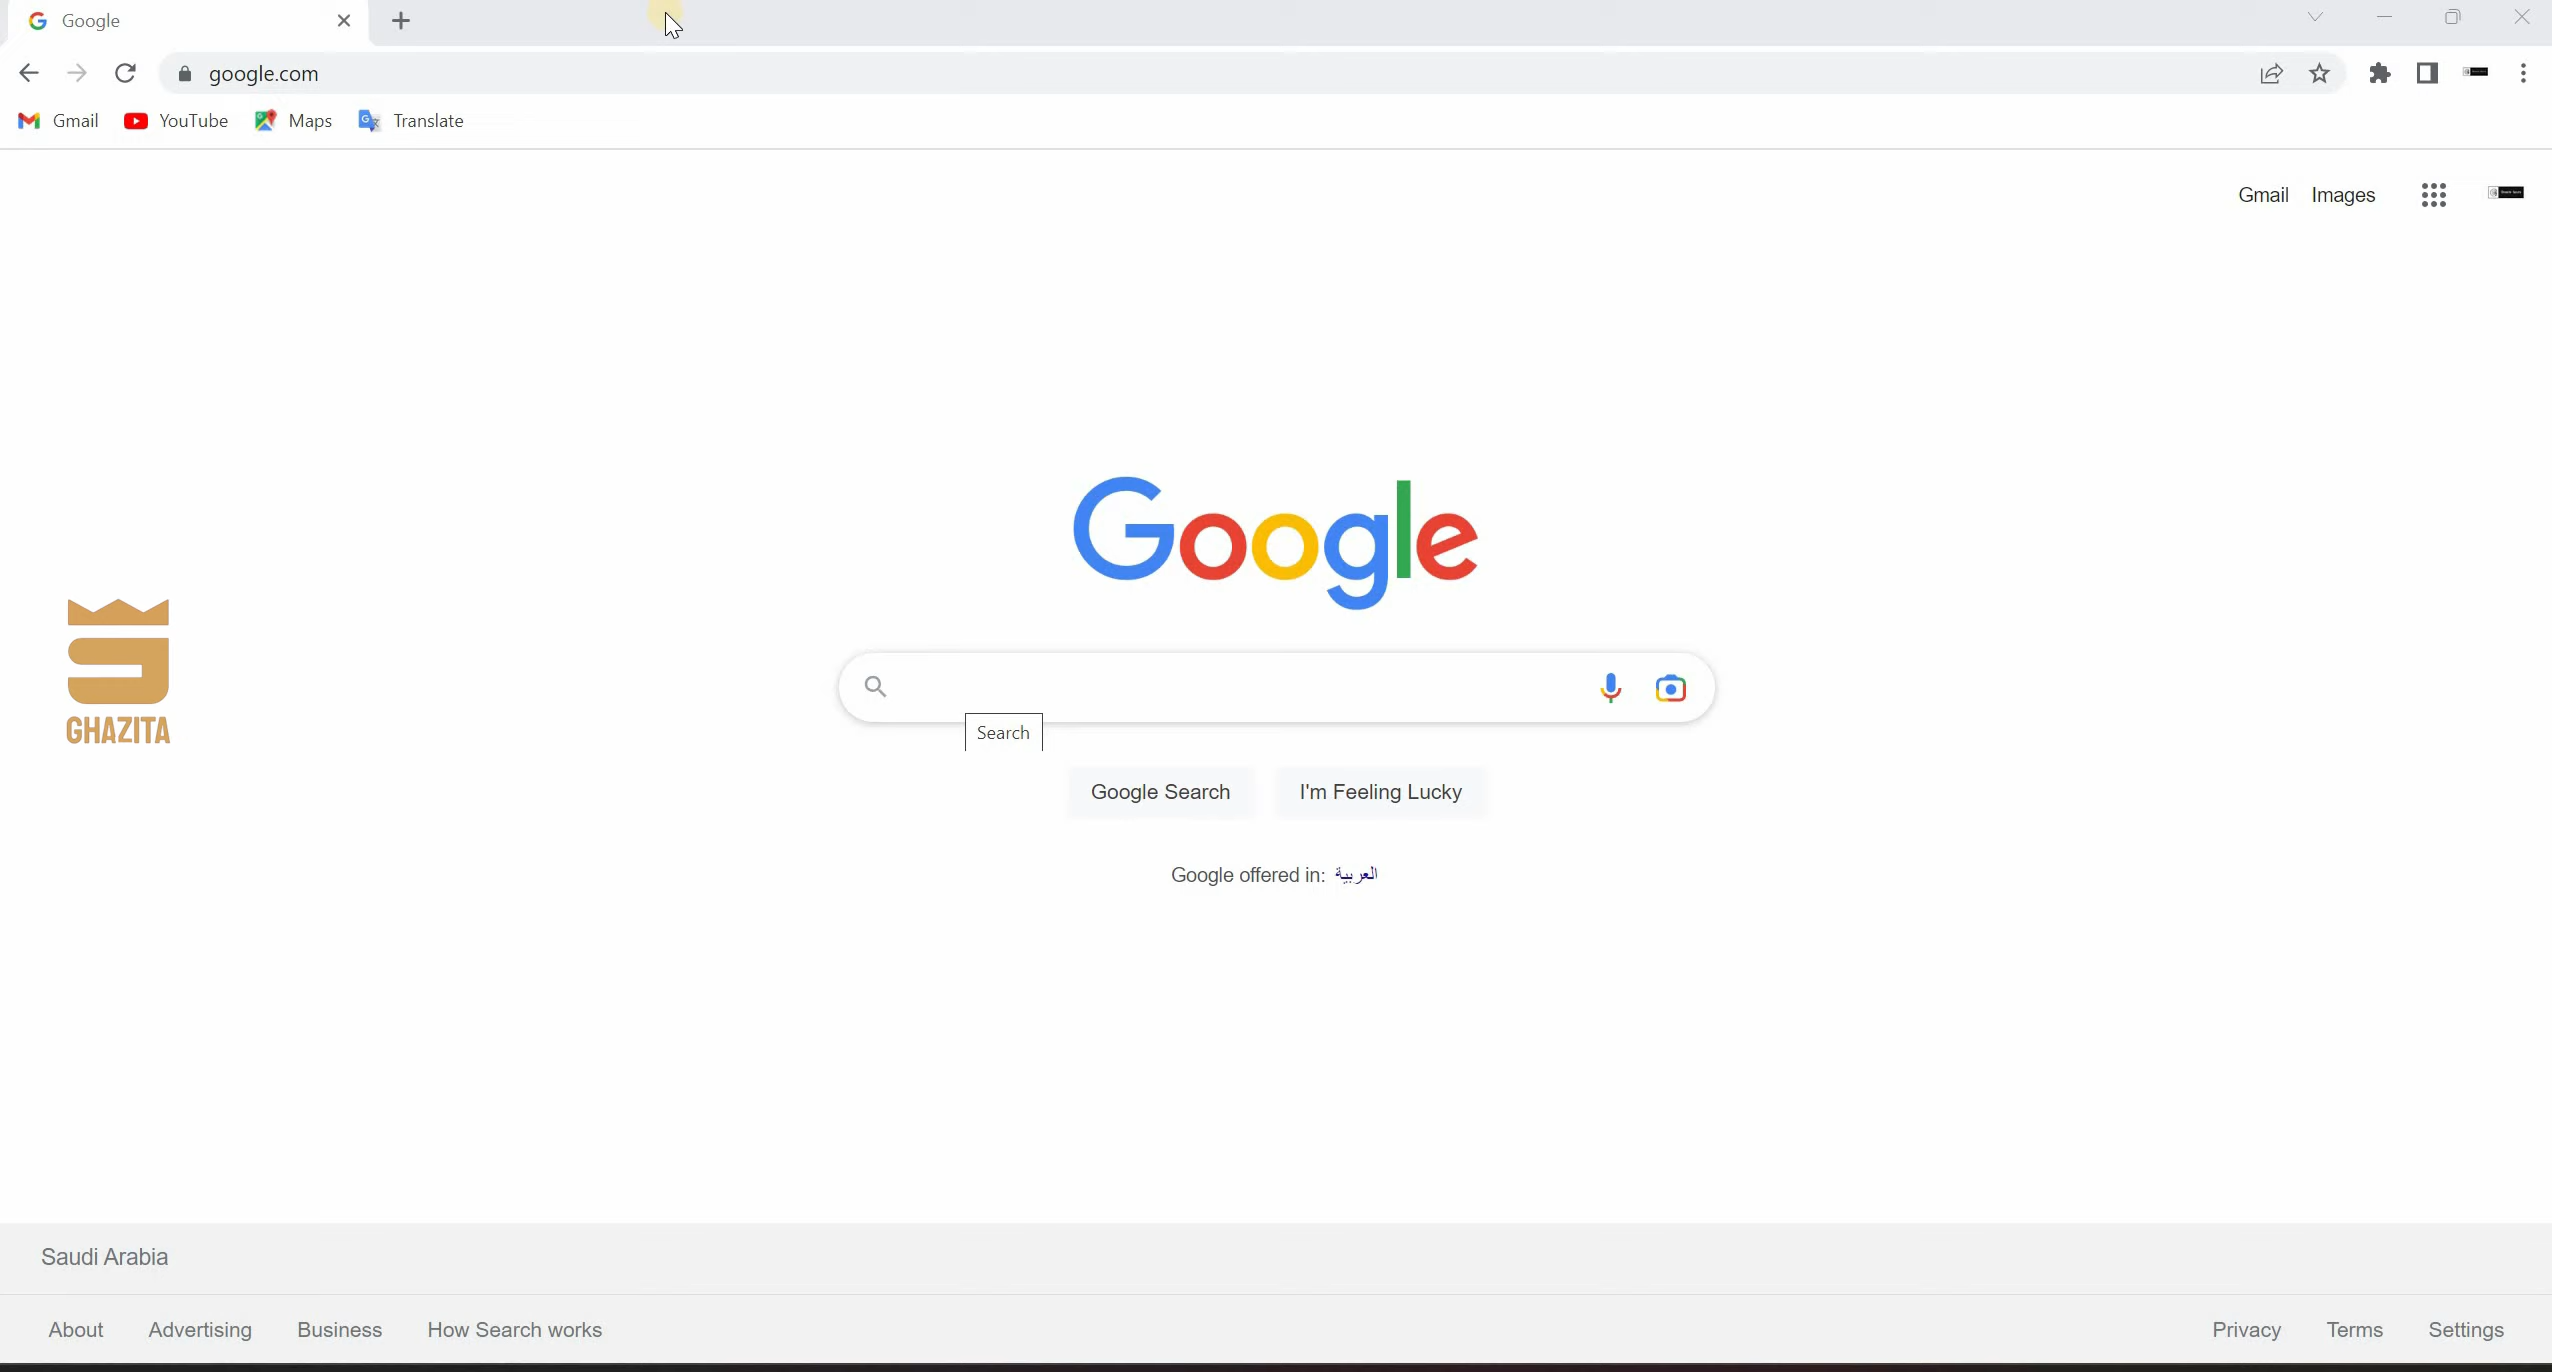 Google
google.com
Gmail YouTube Maps Translate
Gmail Images
Google
GHAZITA
Search
Google Search I'm Feeling Lucky
Google offered in: العربية
Saudi Arabia
About Advertising Business How Search works Privacy Terms Settings